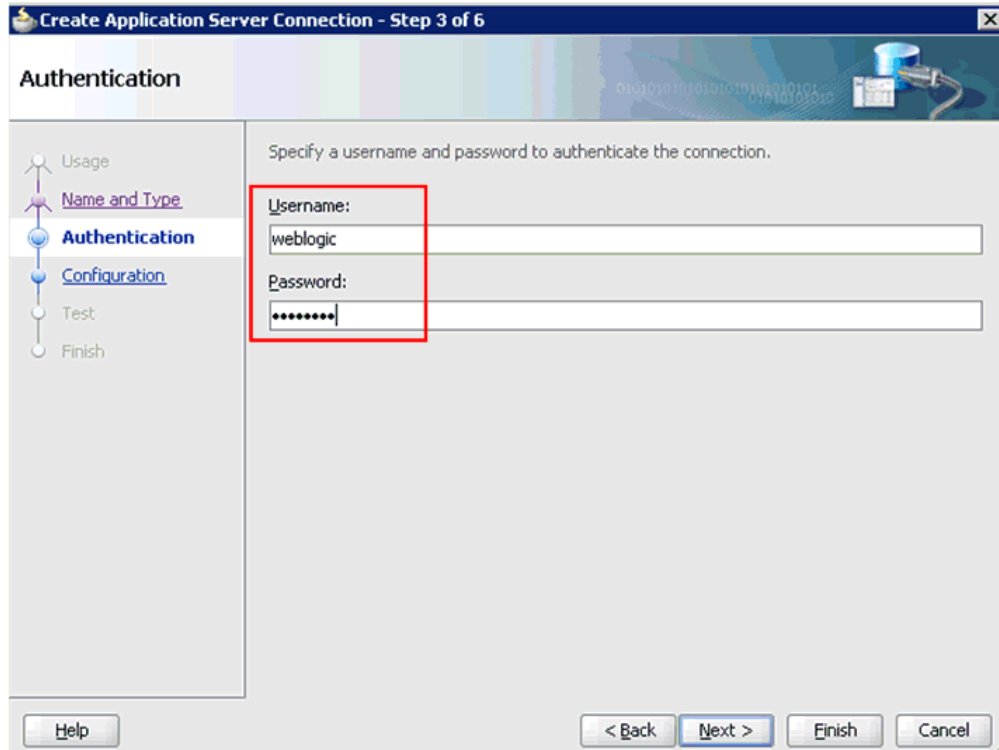 Create Application Server Connection - Step 3 of 6
Authentication
Usage
Name and Type
Authentication
Configuration
Test
Finish
Specify a username and password to authenticate the connection.
Username:
weblogic
Password:
••••••••
Help
< Back
Next >
Finish
Cancel